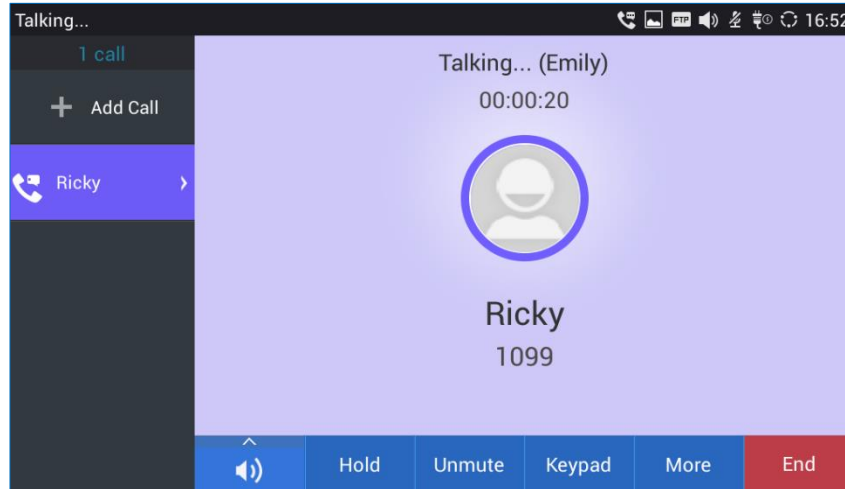 Talking...
FTP
16:52
1 call
Add Call
Ricky
Talking... (Emily)
00:00:20
Ricky
1099
Hold
Unmute
Keypad
More
End